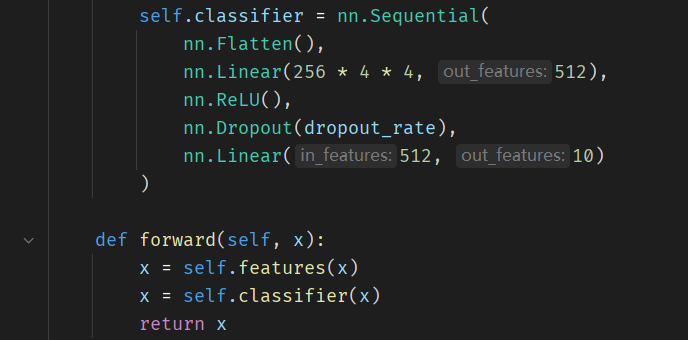 self.classifier = nn.Sequential(
nn.Flatten(),
nn.Linear(256 * 4 * 4, out_features: 512),
nn.ReLU(),
nn.Dropout(dropout_rate),
nn.Linear( in_features: 512, out_features: 10)
)
def forward(self, x):
x = self.features(x)
x = self.classifier(x)
return x